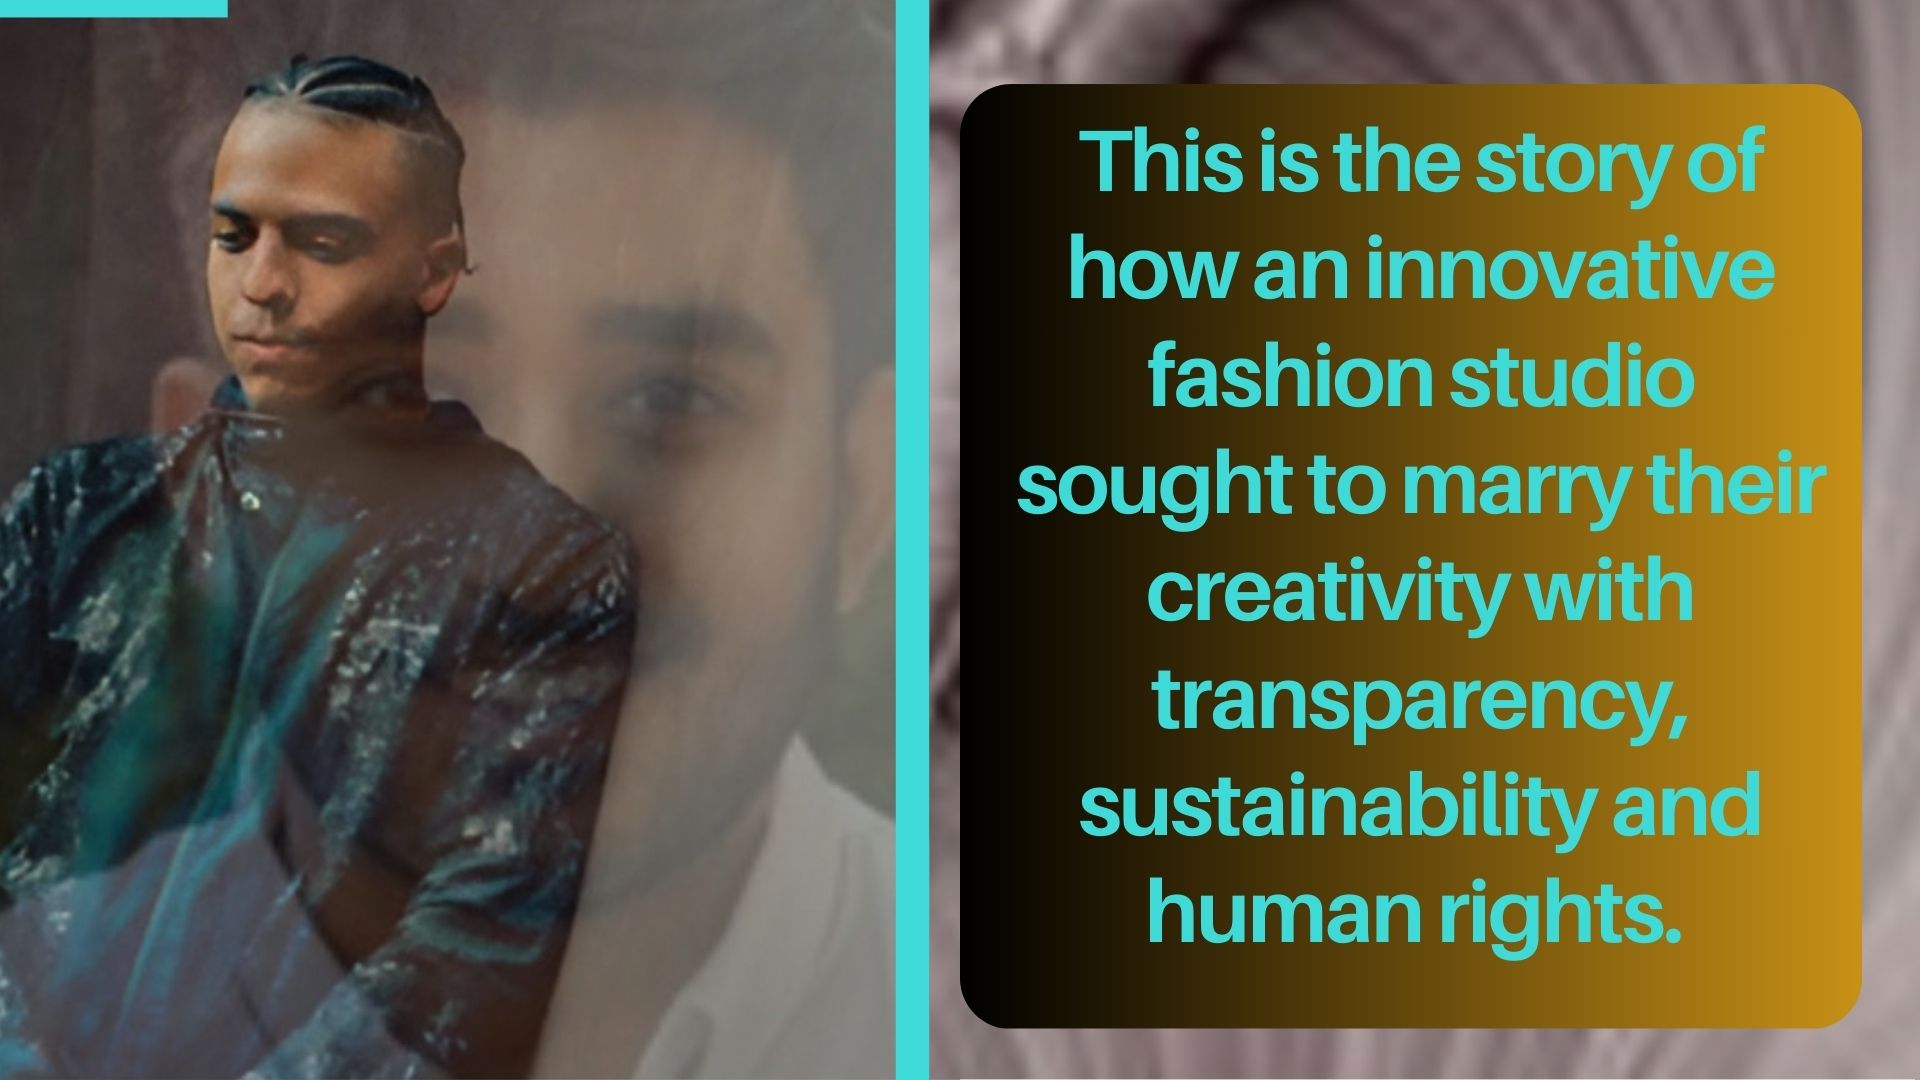 This is the story of
how an innovative
fashion studio
sought to marry their
creativity with
transparency,
sustainability and
human rights.